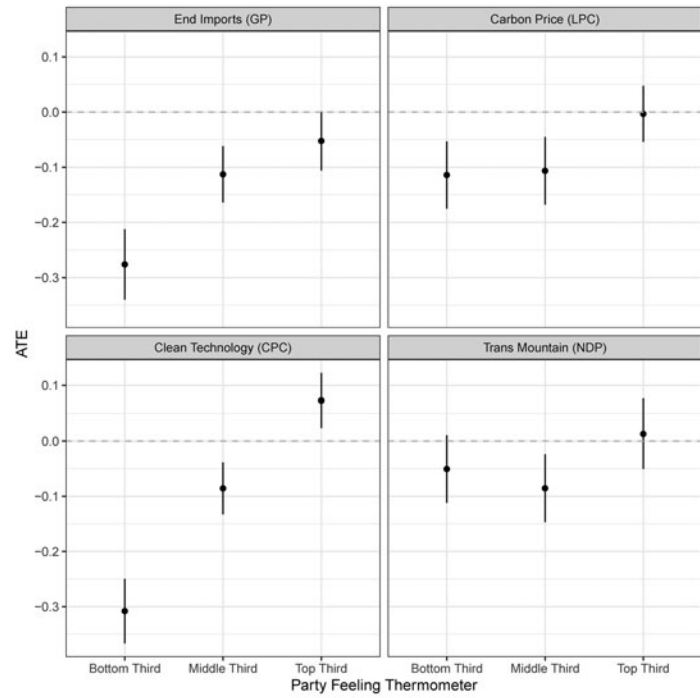 End Imports (GP)
Carbon Price (LPC)
0.1
0.0
−0.1
−0.2
−0.3
ATE
Clean Technology (CPC)
Trans Mountain (NDP)
0.1
0.0
−0.1
−0.2
−0.3
Bottom Third Middle Third Top Third Bottom Third Middle Third Top Third
Party Feeling Thermometer